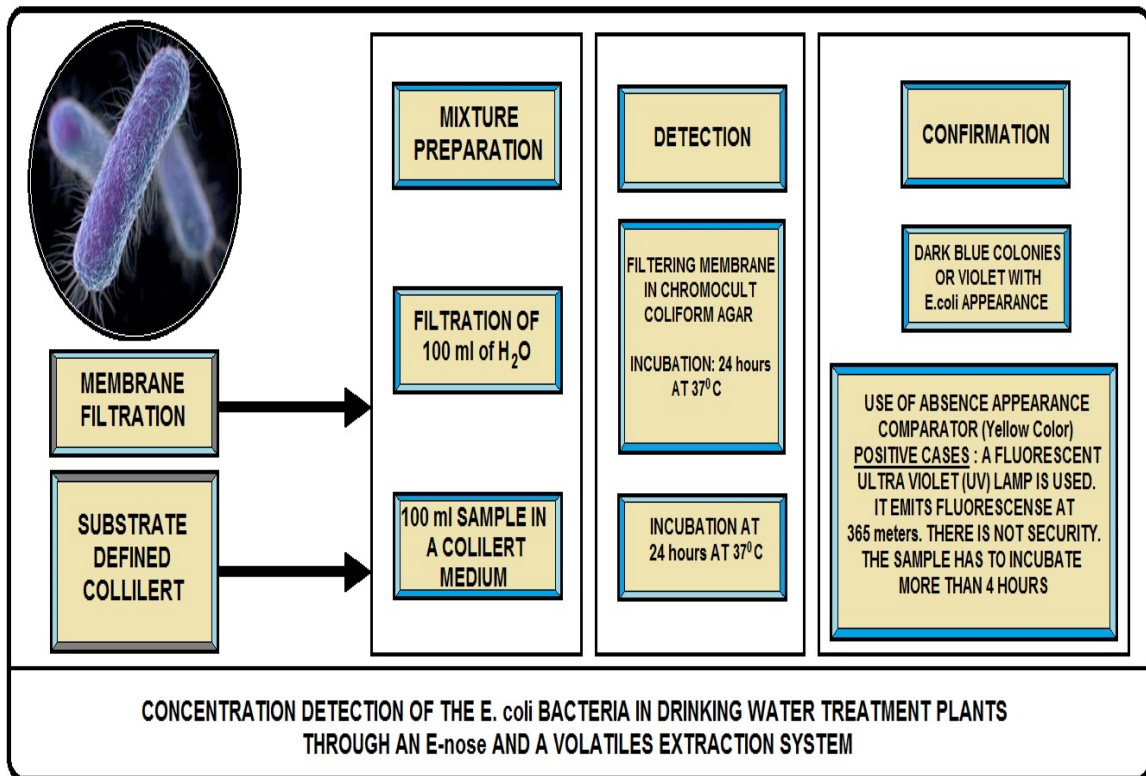 MIXTURE
PREPARATION
DETECTION
CONFIRMATION
MEMBRANE
FILTRATION
FILTRATION OF
100 ml of H₂O
FILTERING MEMBRANE
IN CHROMOCULT
COLIFORM AGAR
INCUBATION: 24 hours
AT 37⁰ C
DARK BLUE COLONIES
OR VIOLET WITH
E.coli APPEARANCE
SUBSTRATE
DEFINED
COLLILERT
100 ml SAMPLE IN
A COLILERT
MEDIUM
INCUBATION AT
24 hours AT 37⁰ C
USE OF ABSENCE APPEARANCE
COMPARATOR (Yellow Color)
POSITIVE CASES : A FLUORESCENT
ULTRA VIOLET (UV) LAMP IS USED.
IT EMITS FLUORESCENSE AT
365 meters. THERE IS NOT SECURITY.
THE SAMPLE HAS TO INCUBATE
MORE THAN 4 HOURS
CONCENTRATION DETECTION OF THE E. coli BACTERIA IN DRINKING WATER TREATMENT PLANTS
THROUGH AN E-nose AND A VOLATILES EXTRACTION SYSTEM